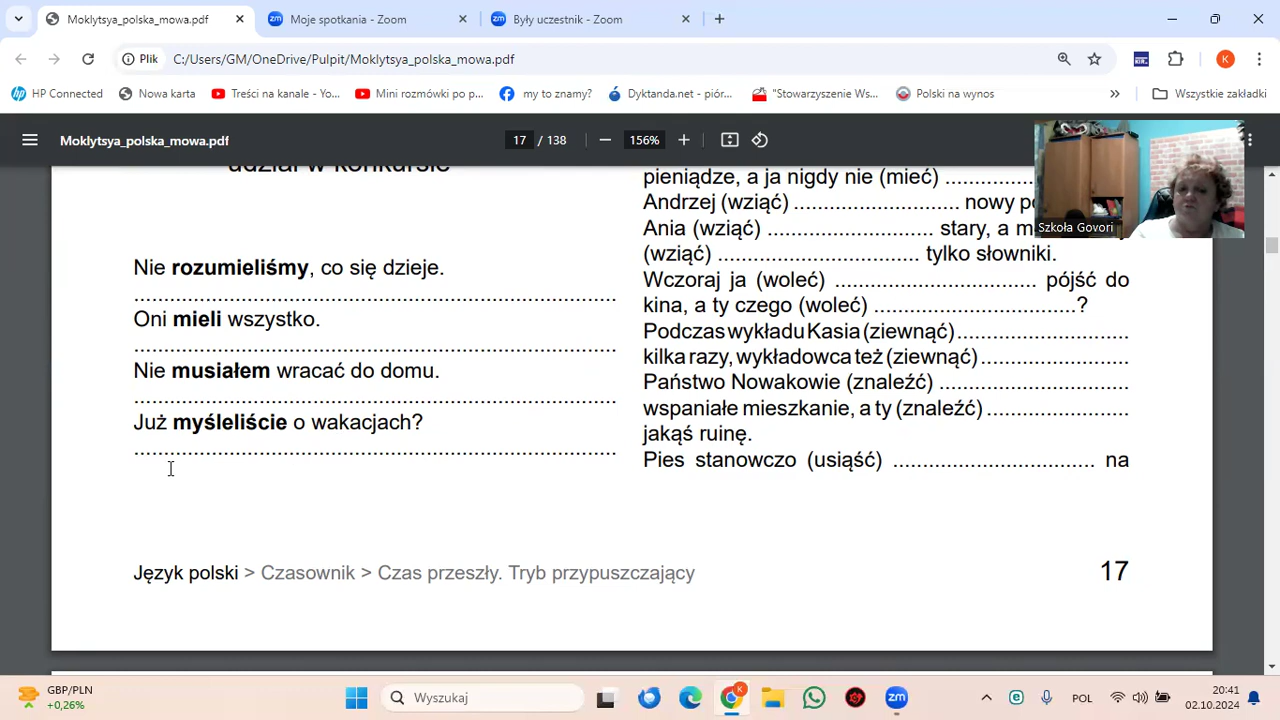 Moklytsya_polska_mowa.pdf
Moje spotkania - Zoom
Były uczestnik - Zoom
Plik
C:/Users/GM/OneDrive/Pulpit/Moklytsya_polska_mowa.pdf
K
HP Connected
Nowa karta
Treści na kanale - Yo...
Mini rozmówki po p...
my to znamy?
Dyktanda.net - piór...
"Stowarzyszenie Ws...
Polski na wynos
Wszystkie zakładki
Moklytsya_polska_mowa.pdf
17 / 138
156%
Szkoła Govori
udział w konkursie
Nie rozumieliśmy, co się dzieje.
................................................................................
Oni mieli wszystko.
................................................................................
Nie musiałem wracać do domu.
................................................................................
Już myśleliście o wakacjach?
................................................................................
pieniądze, a ja nigdy nie (mieć) ..............
Andrzej (wziąć) ............................ nowy
Ania (wziąć) ............................ stary, a
(wziąć) .................................. tylko słowniki.
Wczoraj ja (woleć) .................................. pójść do
kina, a ty czego (woleć) ..................................?
Podczas wykładu Kasia (ziewnąć).............................
kilka razy, wykładowca też (ziewnąć).........................
Państwo Nowakowie (znaleźć) .................................
wspaniałe mieszkanie, a ty (znaleźć) ........................
jakąś ruinę.
Pies stanowczo (usiąść) .................................. na
Język polski > Czasownik > Czas przeszły. Tryb przypuszczający
17
GBP/PLN
+0,26%
Wyszukaj
POL
20:41
02.10.2024